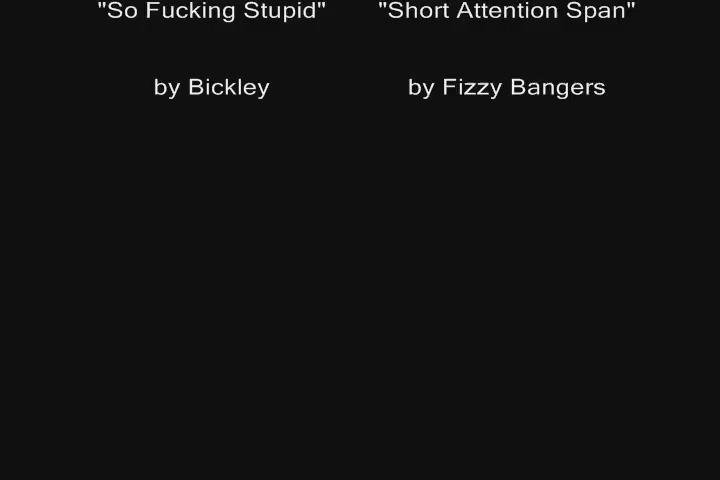 "So Fucking Stupid" "Short Attention Span"
by Bickley by Fizzy Bangers